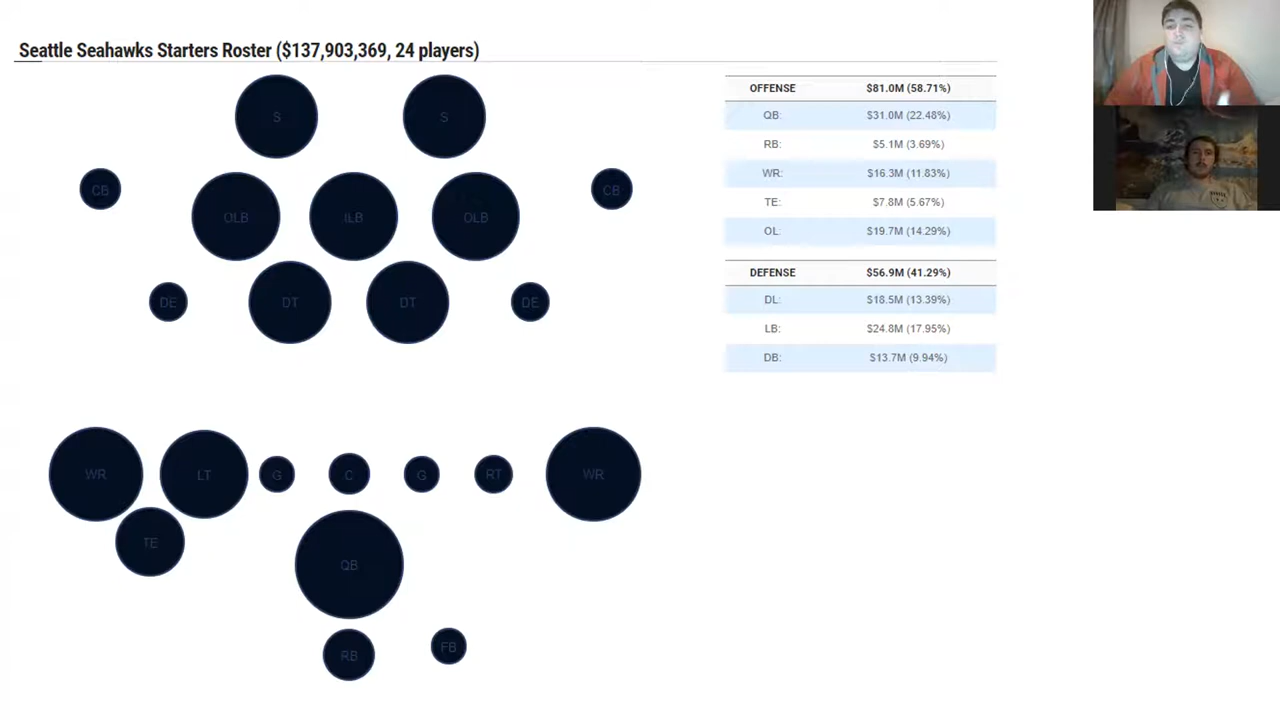 Seattle Seahawks Starters Roster ($137,903,369, 24 players)
S S
CB CB
OLB ILB OLB
DE DT DT DE
WR LT G C G RT WR
TE
QB
RB FB
OFFENSE $81.0M (58.71%)
QB: $31.0M (22.48%)
RB: $5.1M (3.69%)
WR: $16.3M (11.83%)
TE: $7.8M (5.67%)
OL: $19.7M (14.29%)
DEFENSE $56.9M (41.29%)
DL: $18.5M (13.39%)
LB: $24.8M (17.95%)
DB: $13.7M (9.94%)